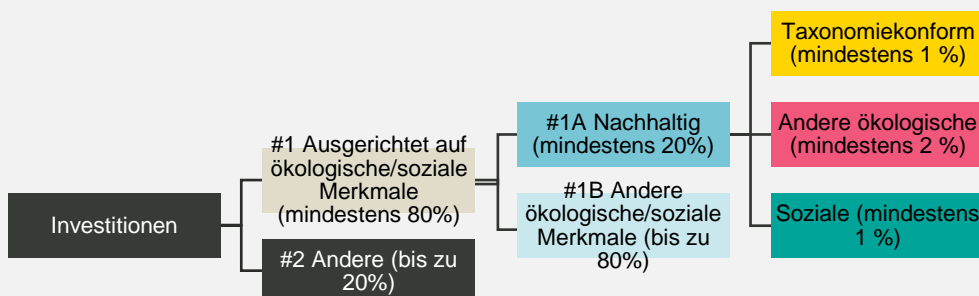 Investitionen
#1 Ausgerichtet auf
ökologische/soziale
Merkmale
(mindestens 80%)
#2 Andere (bis zu
20%)
#1A Nachhaltig
(mindestens 20%)
#1B Andere
ökologische/soziale
Merkmale (bis zu
80%)
Taxonomiekonform
(mindestens 1 %)
Andere ökologische
(mindestens 2 %)
Soziale (mindestens
1 %)